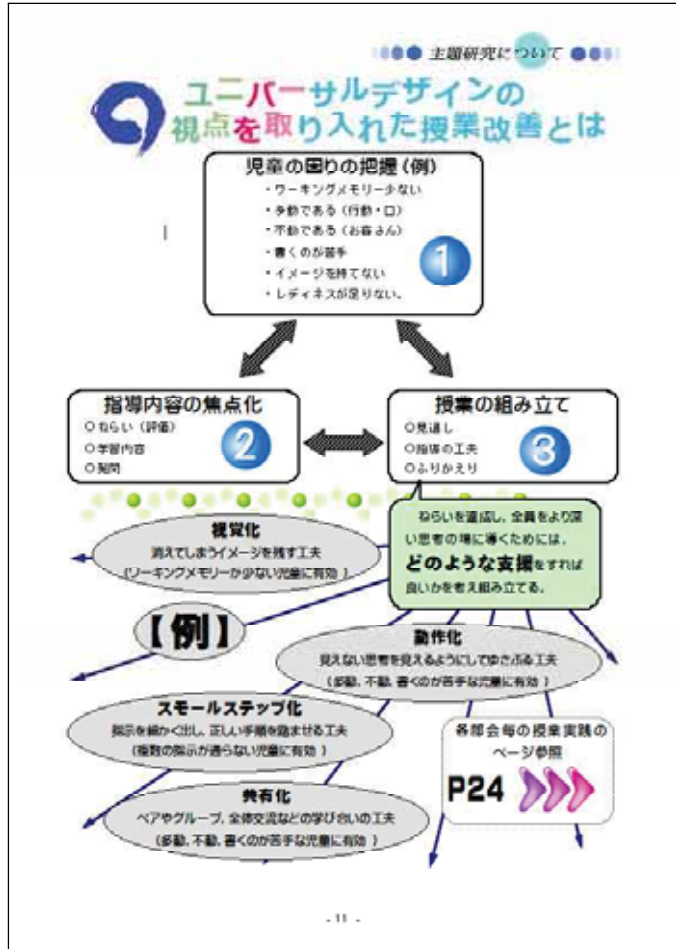 主題研究について
ユニバーサルデザインの
視点を取り入れた授業改善とは
児童の困りの把握(例)
・ワーキングメモリー少ない
・多動である(行動・口)
・不動である(お客さん)
・書くのが苦手
・イメージを持てない
・レディネスが足りない。
1
指導内容の焦点化
○ねらい(評価)
○学習内容
○発問
2
授業の組み立て
○見通し
○指導の工夫
○ふりかえり
3
ねらいを達成し、全員をより深
い思考の場に導くためには、
どのような支援をすれば
良いかを考え組み立てる。
視覚化
消えてしまうイメージを残す工夫
(ワーキングメモリーが少ない児童に有効)
【例】
動作化
見えない思考を見えるようにしてゆさぶる工夫
(多動、不動、書くのが苦手な児童に有効)
スモールステップ化
指示を細かく出し、正しい手順を踏ませる工夫
(複数の指示が通らない児童に有効)
各部会毎の授業実践の
ページ参照
P24
共有化
ペアやグループ、全体交流などの学び合いの工夫
(多動、不動、書くのが苦手な児童に有効)
- 11 -